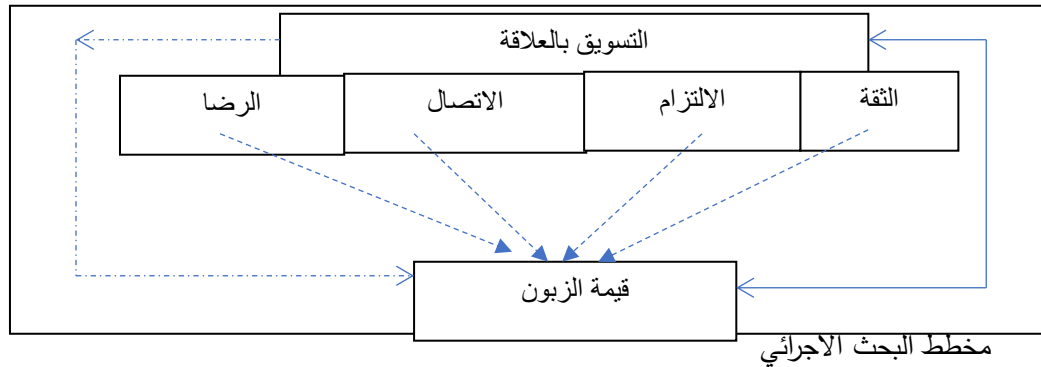 التسويق بالعلاقة
الثقة
الالتزام
الاتصال
الرضا
قيمة الزبون
مخطط البحث الاجرائي